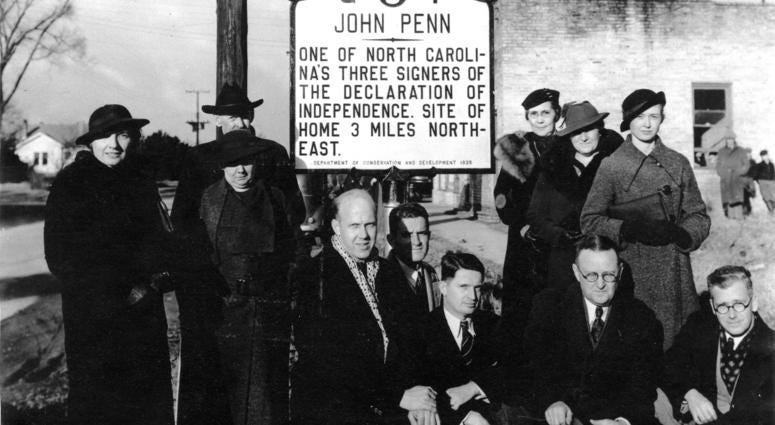 JOHN PENN
ONE OF NORTH CAROLI-
NA'S THREE SIGNERS OF
THE DECLARATION OF
INDEPENDENCE. SITE OF
HOME 3 MILES NORTH-
EAST.
DEPARTMENT OF CONSERVATION AND DEVELOPMENT 1935